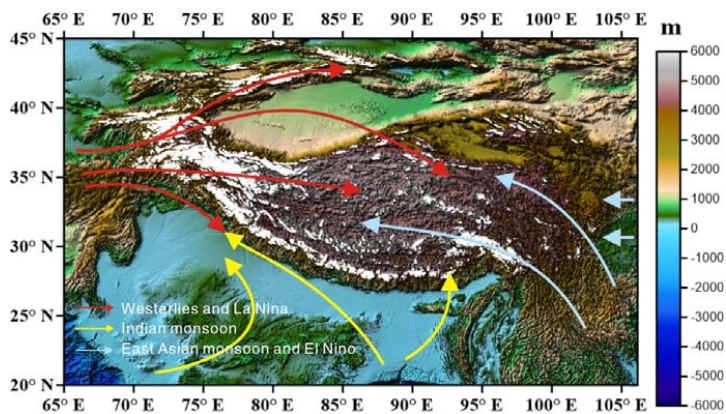 65° E 70° E 75° E 80° E 85° E 90° E 95° E 100° E 105° E
m
45° N
40° N
35° N
30° N
25° N
20° N
Westerlies and La Nina
Indian monsoon
East Asian monsoon and El Nino
65° E 70° E 75° E 80° E 85° E 90° E 95° E 100° E 105° E
6000
5000
4000
3000
2000
1000
0
-1000
-2000
-3000
-4000
-5000
-6000